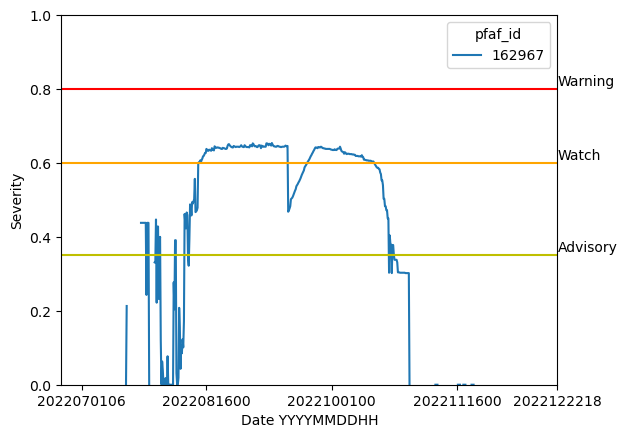 1.0
pfaf_id
162967
0.8
Warning
0.6
Watch
Severity
0.4
Advisory
0.2
0.0
2022070106 2022081600 2022100100 2022111600 2022122218
Date YYYYMMDDHH